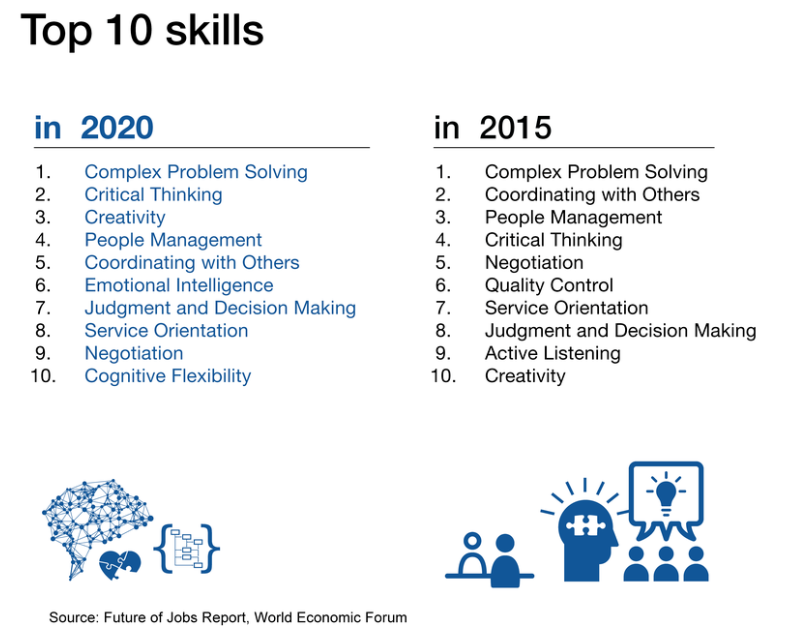 Top 10 skills
in 2020
1. Complex Problem Solving
2. Critical Thinking
3. Creativity
4. People Management
5. Coordinating with Others
6. Emotional Intelligence
7. Judgment and Decision Making
8. Service Orientation
9. Negotiation
10. Cognitive Flexibility
in 2015
1. Complex Problem Solving
2. Coordinating with Others
3. People Management
4. Critical Thinking
5. Negotiation
6. Quality Control
7. Service Orientation
8. Judgment and Decision Making
9. Active Listening
10. Creativity
Source: Future of Jobs Report, World Economic Forum